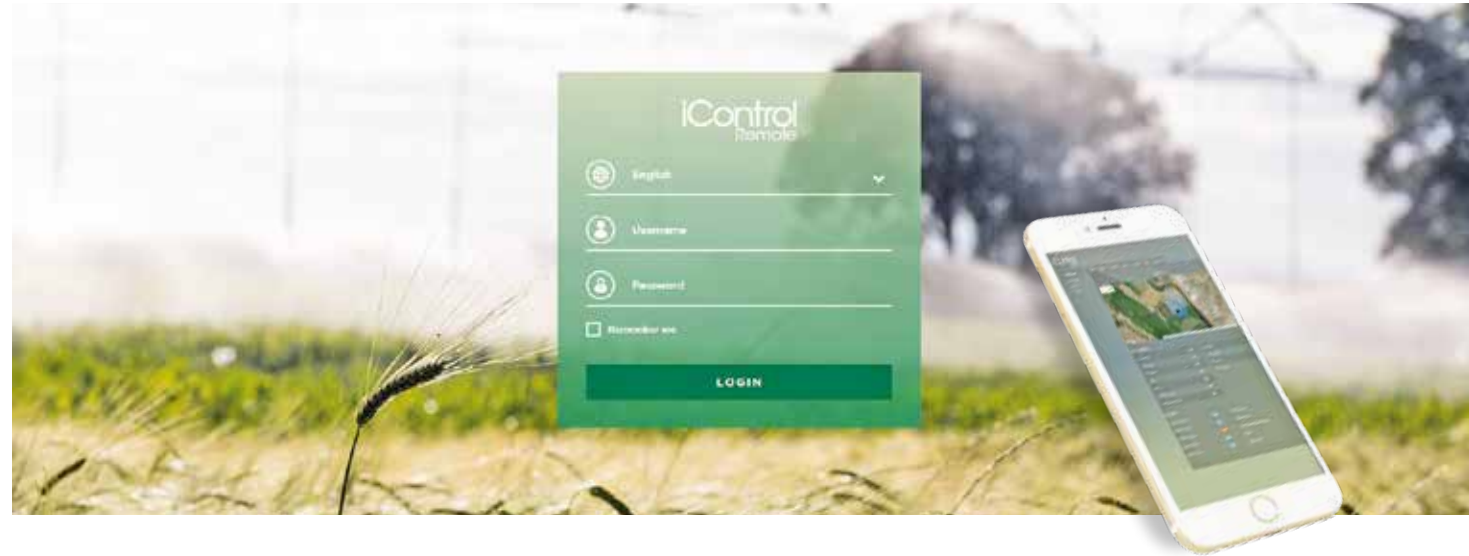 iControl
Remote
English
Username
Password
Remember me
LOGIN